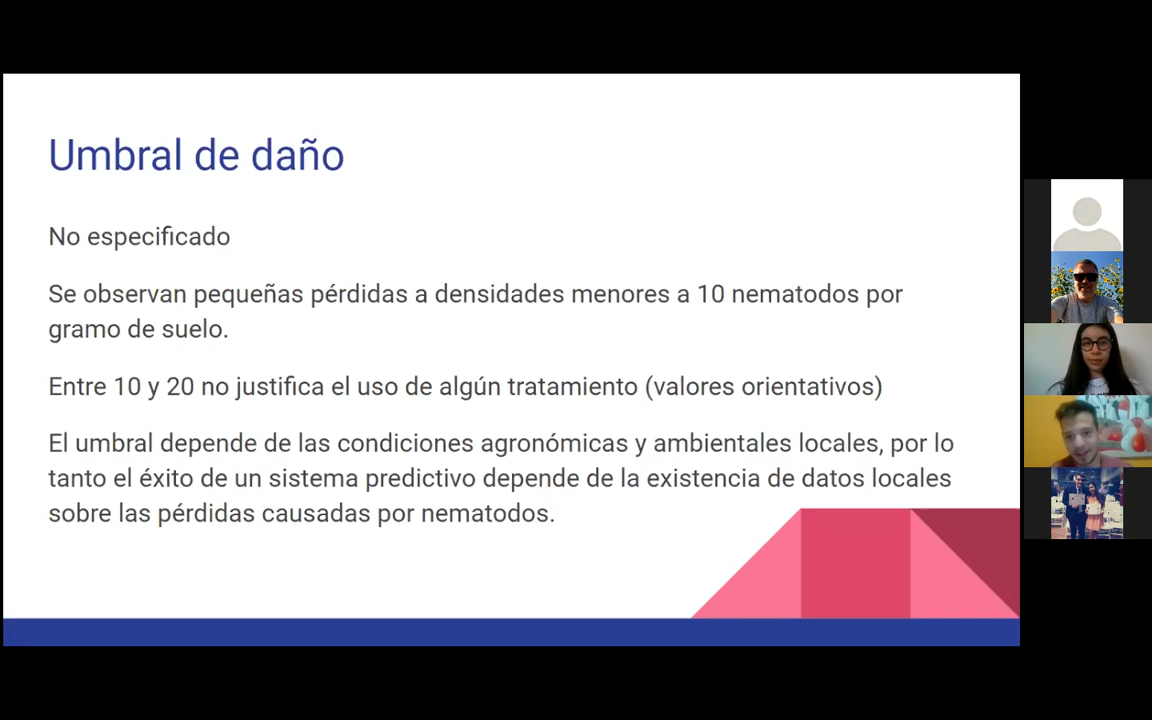 Umbral de daño
No especificado
Se observan pequeñas pérdidas a densidades menores a 10 nematodos por
gramo de suelo.
Entre 10 y 20 no justifica el uso de algún tratamiento (valores orientativos)
El umbral depende de las condiciones agronómicas y ambientales locales, por lo
tanto el éxito de un sistema predictivo depende de la existencia de datos locales
sobre las pérdidas causadas por nematodos.